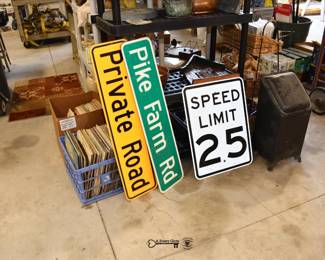 Private Road
Pike Farm Rd
SPEED
LIMIT
25